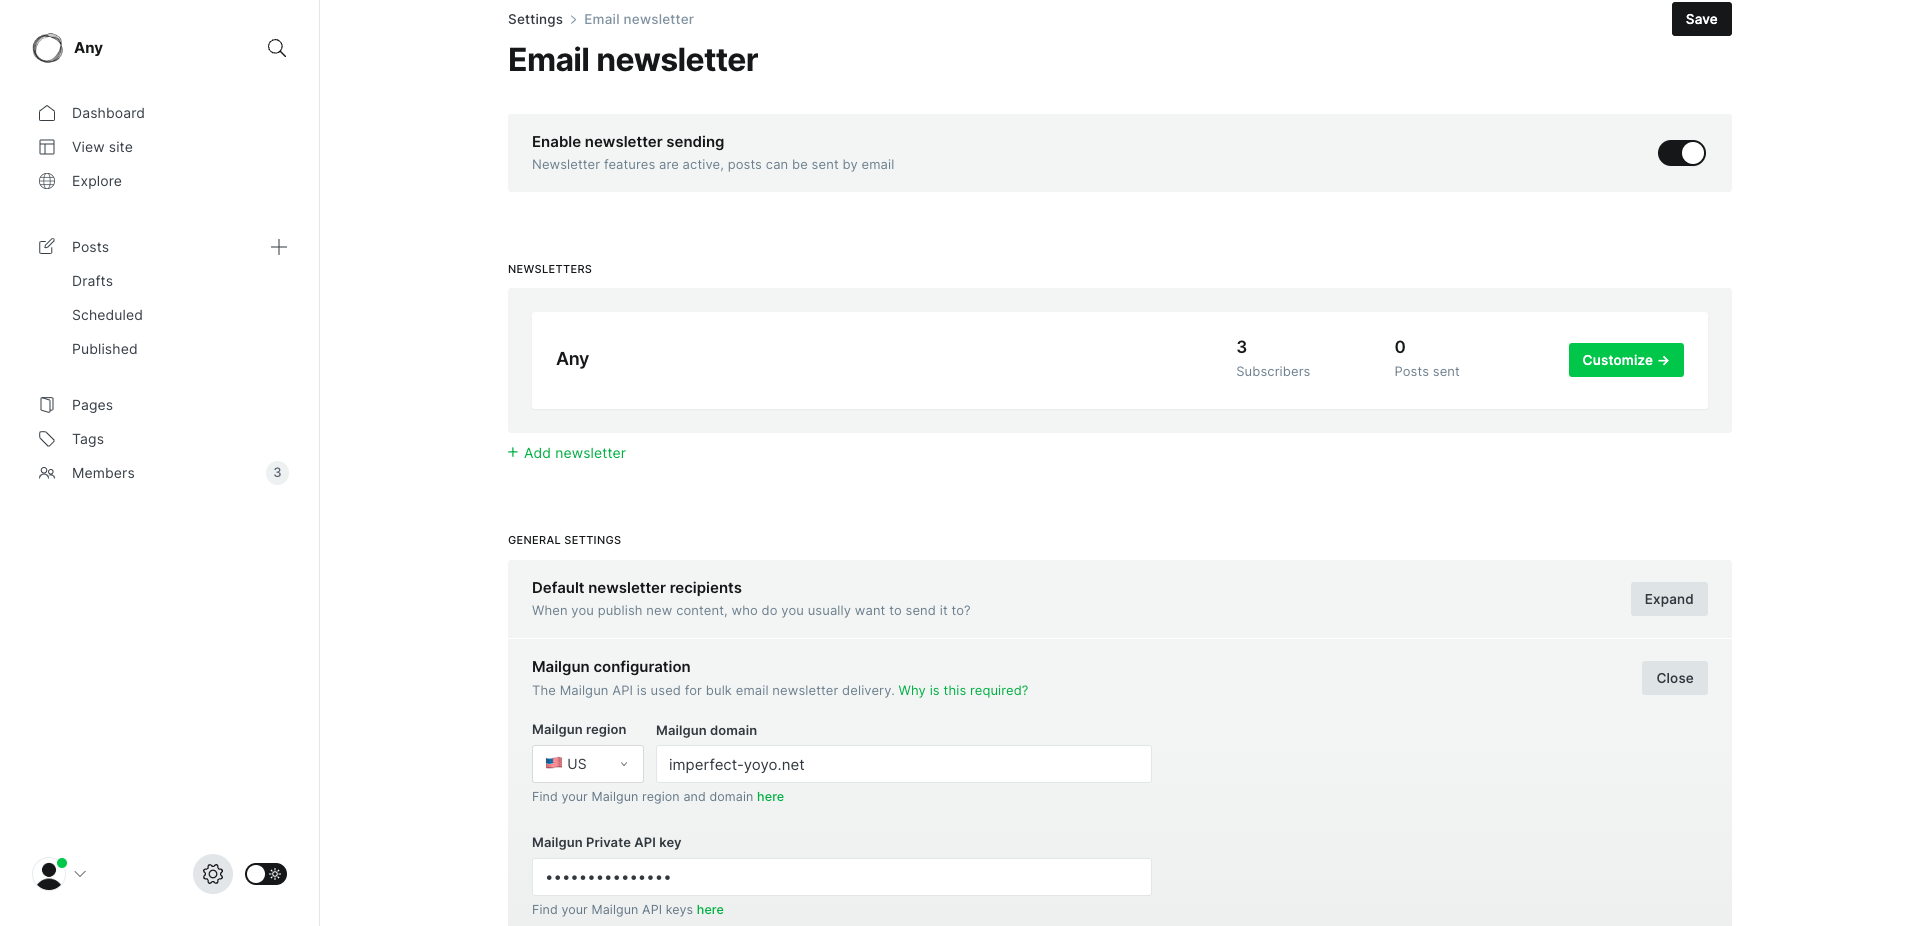 Any
Dashboard
View site
Explore
Posts
Drafts
Scheduled
Published
Pages
Tags
Members 3
Settings > Email newsletter
Save
Email newsletter
Enable newsletter sending
Newsletter features are active, posts can be sent by email
NEWSLETTERS
Any
3
Subscribers
0
Posts sent
Customize →
+ Add newsletter
GENERAL SETTINGS
Default newsletter recipients
When you publish new content, who do you usually want to send it to?
Expand
Mailgun configuration
The Mailgun API is used for bulk email newsletter delivery. Why is this required?
Close
Mailgun region
US
Mailgun domain
imperfect-yoyo.net
Find your Mailgun region and domain here
Mailgun Private API key
•••••••••••••••
Find your Mailgun API keys here